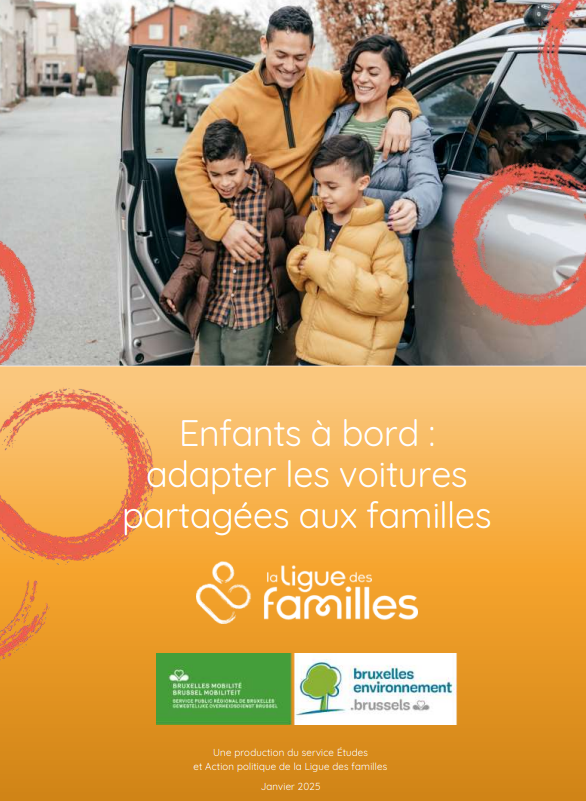 Enfants à bord :
adapter les voitures
partagées aux familles
la Ligue des
familles
BRUXELLES MOBILITÉ
BRUSSEL MOBILITEIT
SERVICE PUBLIC RÉGIONAL DE BRUXELLES
GEWESTELIJKE OVERHEIDSDIENST BRUSSEL
bruxelles
environnement
.brussels
Une production du service Études
et Action politique de la Ligue des familles
Janvier 2025